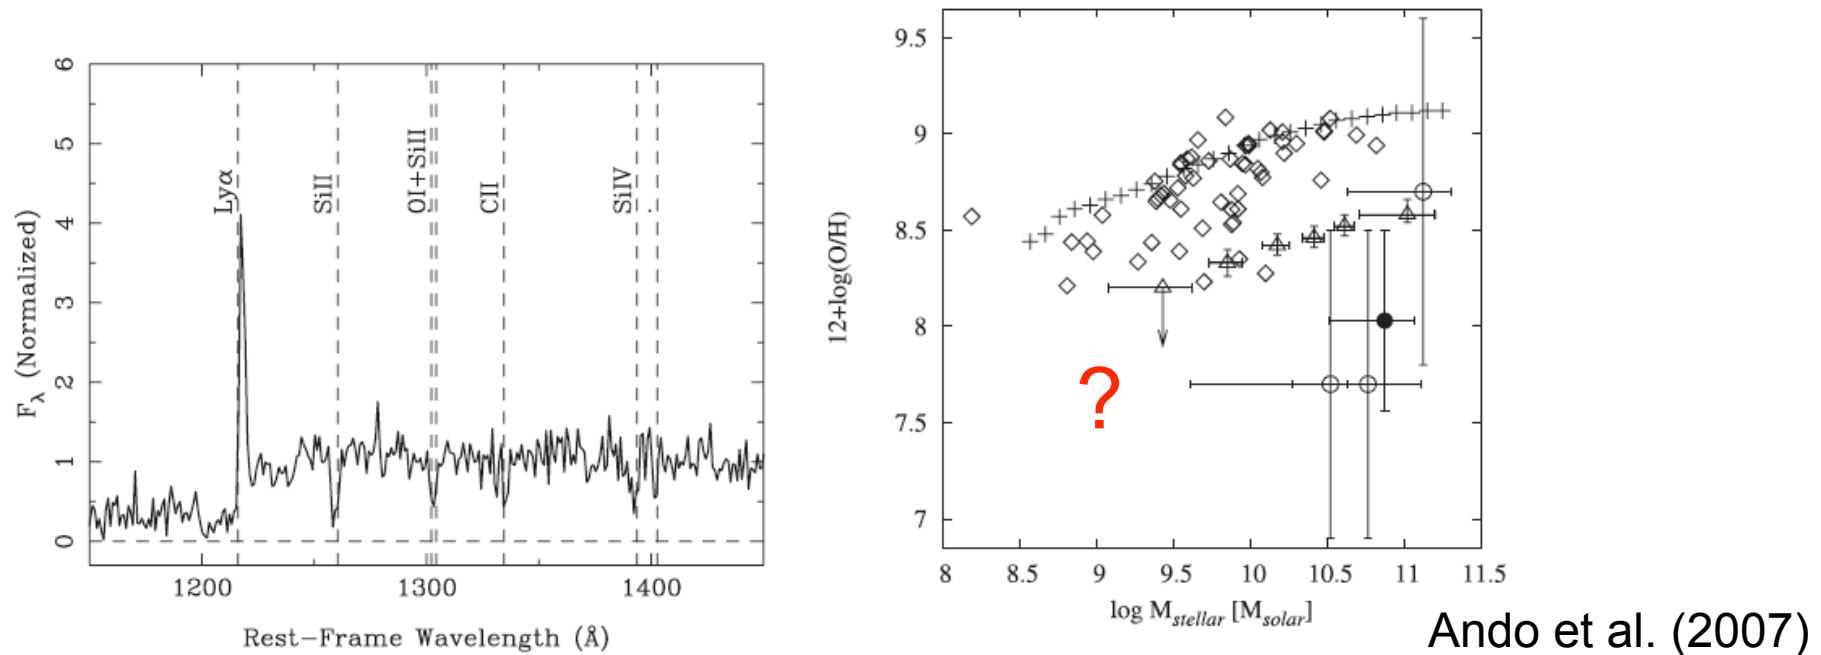 6
5
4
3
2
1
0
F_λ (Normalized)
Lyα
SiII
OI+SiII
CII
SiIV
1200
1300
1400
Rest−Frame Wavelength (Å)
9.5
9
8.5
8
7.5
7
12+log(O/H)
?
8
8.5
9
9.5
10
10.5
11
11.5
log M_stellar [M_solar]
Ando et al. (2007)